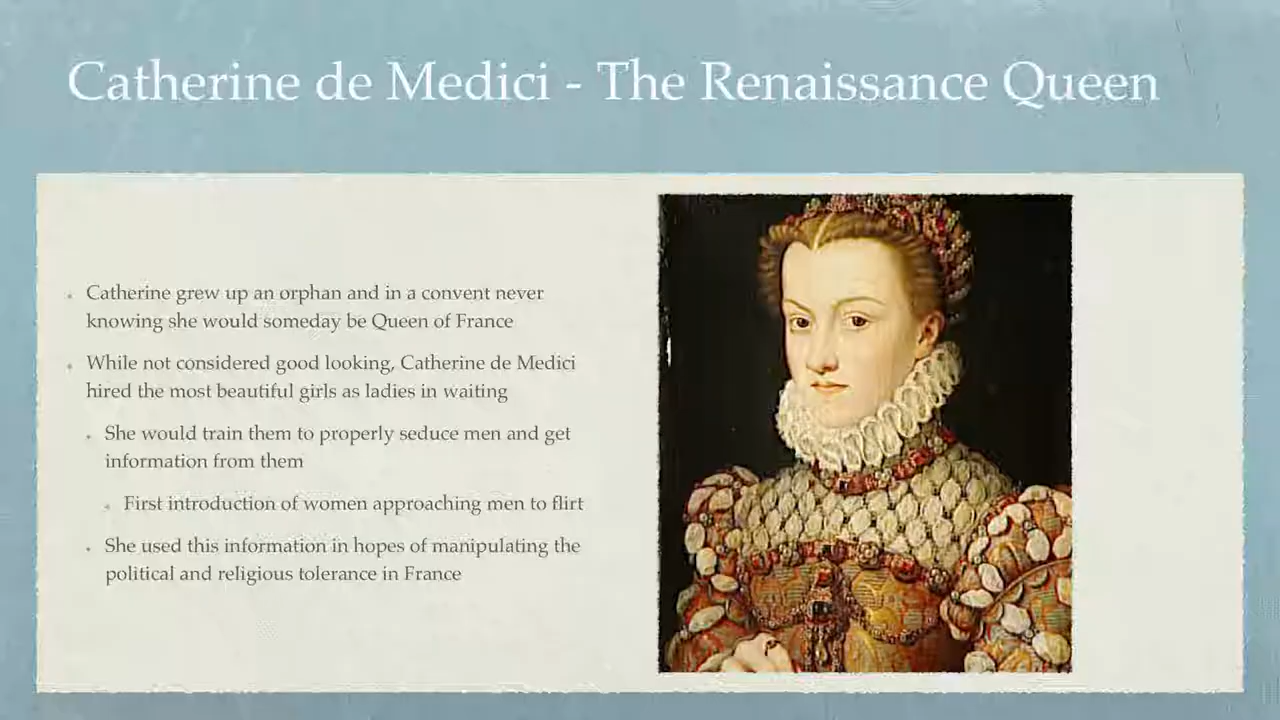 Catherine de Medici - The Renaissance Queen
Catherine grew up an orphan and in a convent never
knowing she would someday be Queen of France
While not considered good looking, Catherine de Medici
hired the most beautiful girls as ladies in waiting
She would train them to properly seduce men and get
information from them
First introduction of women approaching men to flirt
She used this information in hopes of manipulating the
political and religious tolerance in France